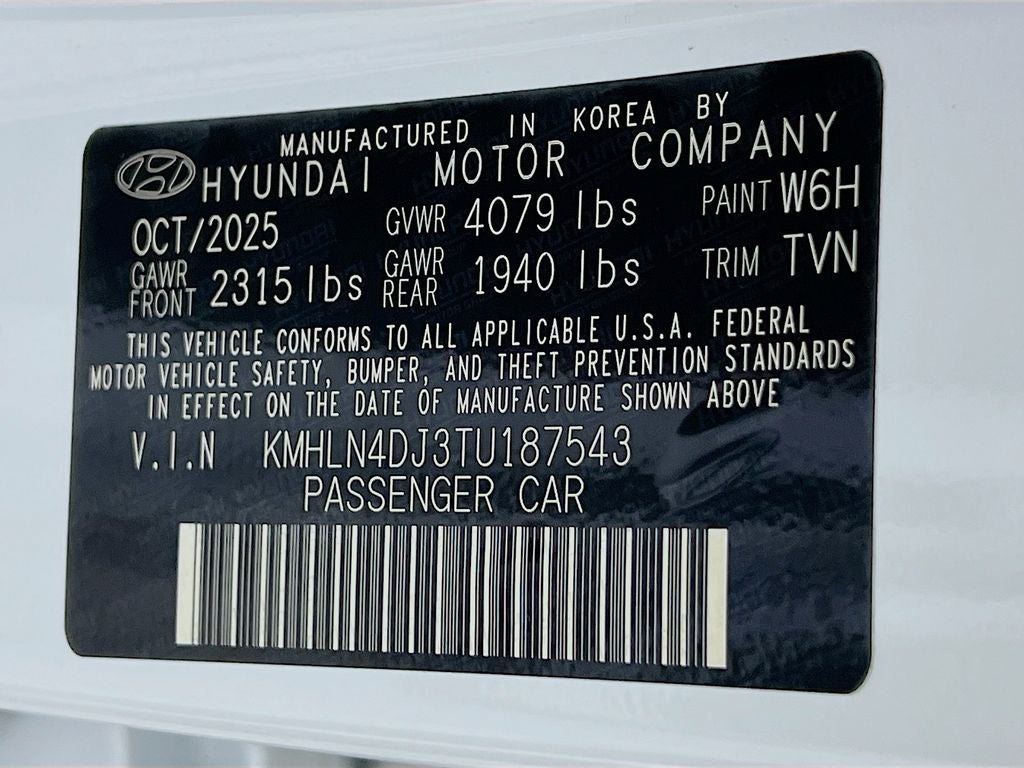 MANUFACTURED IN KOREA BY
HYUNDAI MOTOR COMPANY
OCT/2025 GVWR 4079 lbs PAINT W6H
GAWR FRONT 2315 lbs GAWR REAR 1940 lbs TRIM TVN
THIS VEHICLE CONFORMS TO ALL APPLICABLE U.S.A. FEDERAL
MOTOR VEHICLE SAFETY, BUMPER, AND THEFT PREVENTION STANDARDS
IN EFFECT ON THE DATE OF MANUFACTURE SHOWN ABOVE
V.I.N KMHLN4DJ3TU187543
PASSENGER CAR